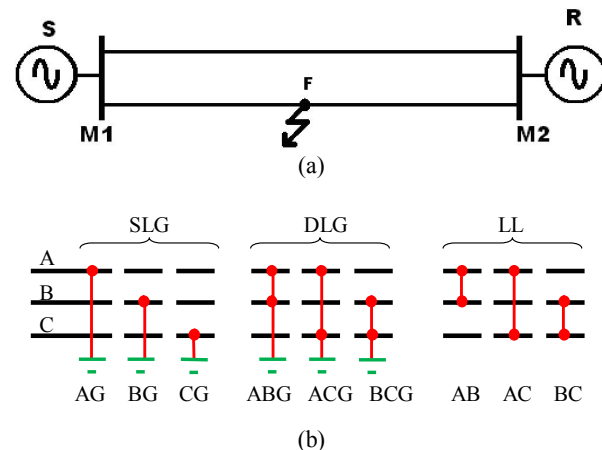 S
R
F
M1
M2
(a)
SLG DLG LL
A
B
C
AG BG CG ABG ACG BCG AB AC BC
(b)